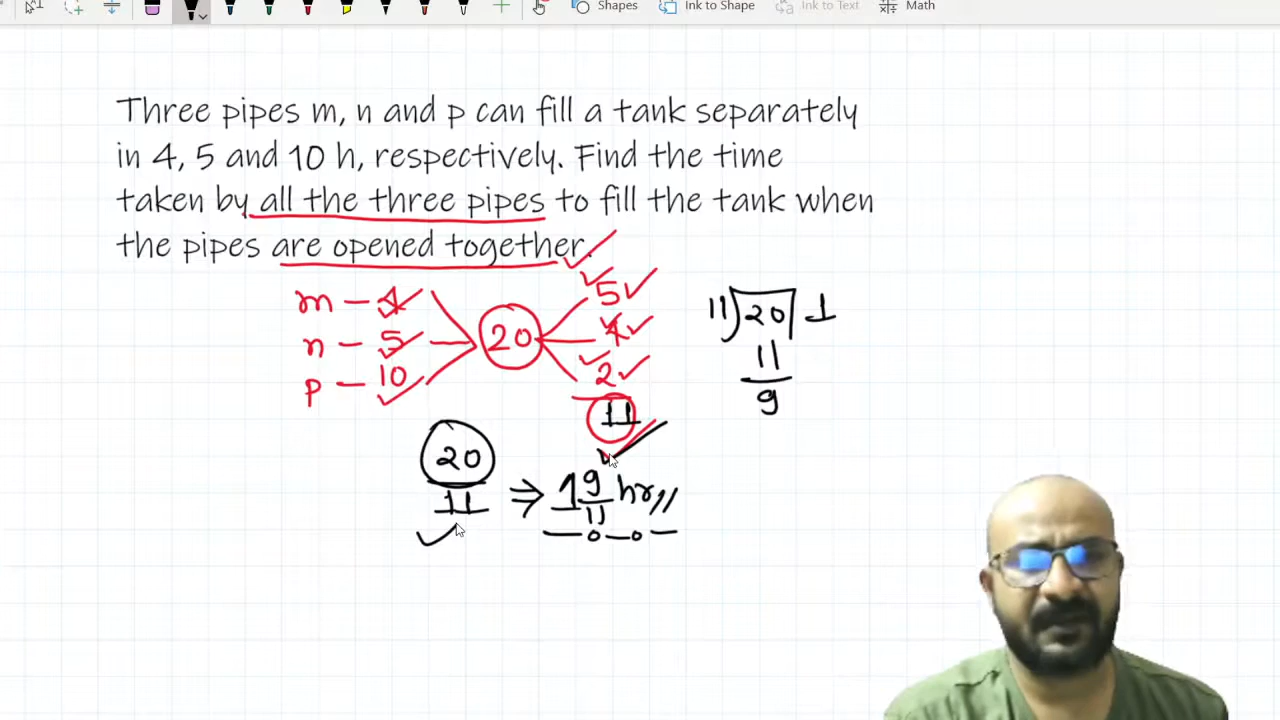 Shapes Ink to Shape Ink to Text Math
Three pipes m, n and p can fill a tank separately
in 4, 5 and 10 h, respectively. Find the time
taken by all the three pipes to fill the tank when
the pipes are opened together.
m – 4
n – 5
p – 10
20
5
4
2
11
11)20 1
11
9
20
11
⇒ 1 9/11 hr//